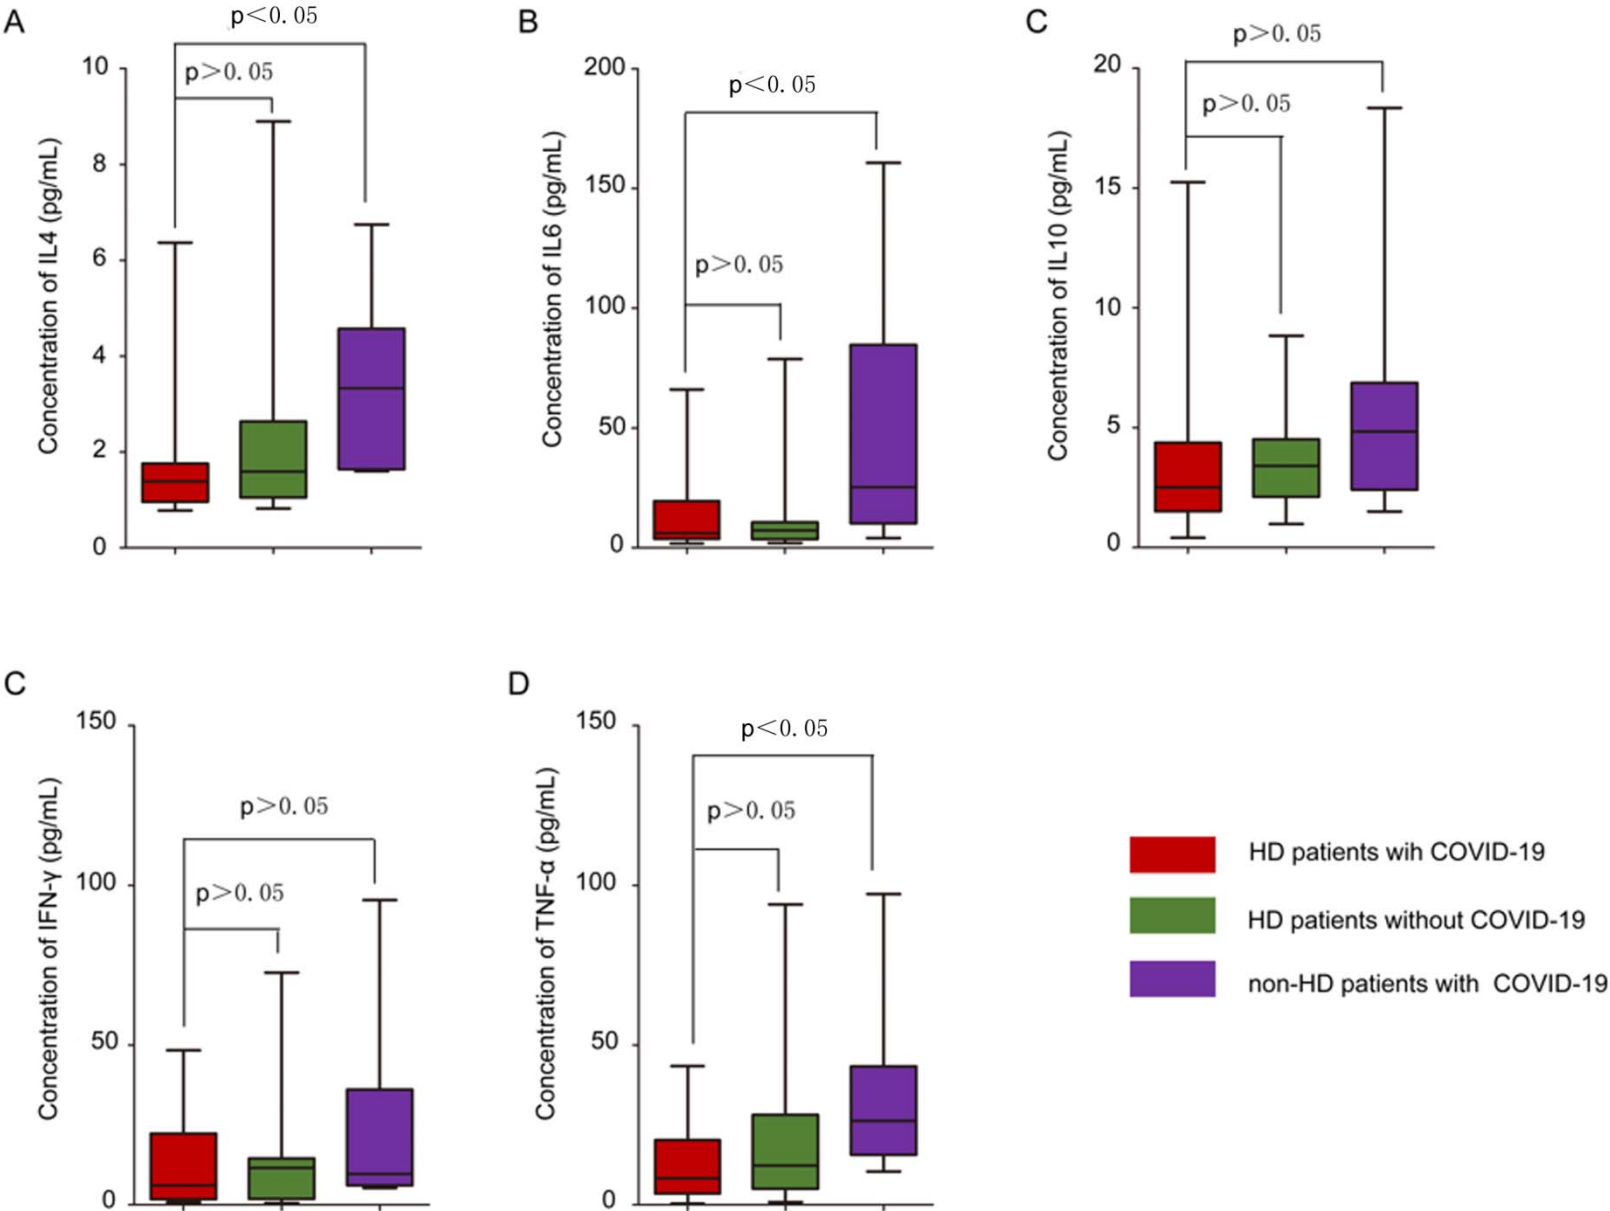 A
p<0.05
p>0.05
10
8
6
4
2
0
Concentration of IL4 (pg/mL)
B
p<0.05
p>0.05
200
150
100
50
0
Concentration of IL6 (pg/mL)
C
p>0.05
p>0.05
20
15
10
5
0
Concentration of IL10 (pg/mL)
C
p>0.05
p>0.05
150
100
50
0
Concentration of IFN-γ (pg/mL)
D
p<0.05
p>0.05
150
100
50
0
Concentration of TNF-α (pg/mL)
HD patients wih COVID-19
HD patients without COVID-19
non-HD patients with COVID-19